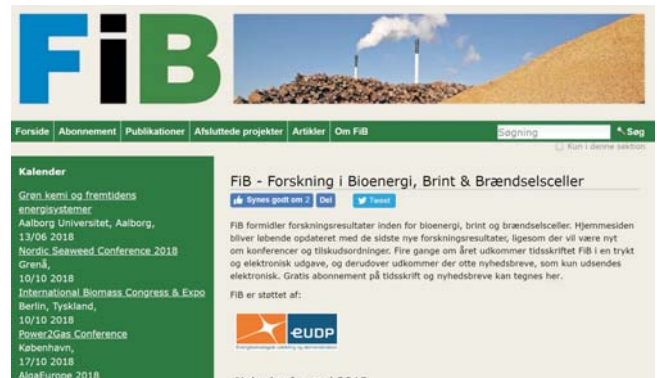 FiB
Forside Abonnement Publikationer Afsluttede projekter Artikler Om FiB Søgning Søg
Kun i denne sektion
Kalender
Grøn kemi og fremtidens
energisystemer
Aalborg Universitet, Aalborg,
13/06 2018
Nordic Seaweed Conference 2018
Grenå,
10/10 2018
International Biomass Congress & Expo
Berlin, Tyskland,
10/10 2018
Power2Gas Conference
København,
17/10 2018
AlgaEurope 2018
FiB - Forskning i Bioenergi, Brint & Brændselsceller
Synes godt om 2 Del Tweet
FiB formidler forskningsresultater inden for bioenergi, brint og brændselsceller. Hjemmesiden
bliver løbende opdateret med de sidste nye forskningsresultater, ligesom der vil være nyt
om konferencer og tilskudsordninger. Fire gange om året udkommer tidsskriftet FiB i en trykt
og elektronisk udgave, og derudover udkommer der otte nyhedsbreve, som kun udsendes
elektronisk. Gratis abonnement på tidsskrift og nyhedsbreve kan tegnes her.
FiB er støttet af:
EUDP